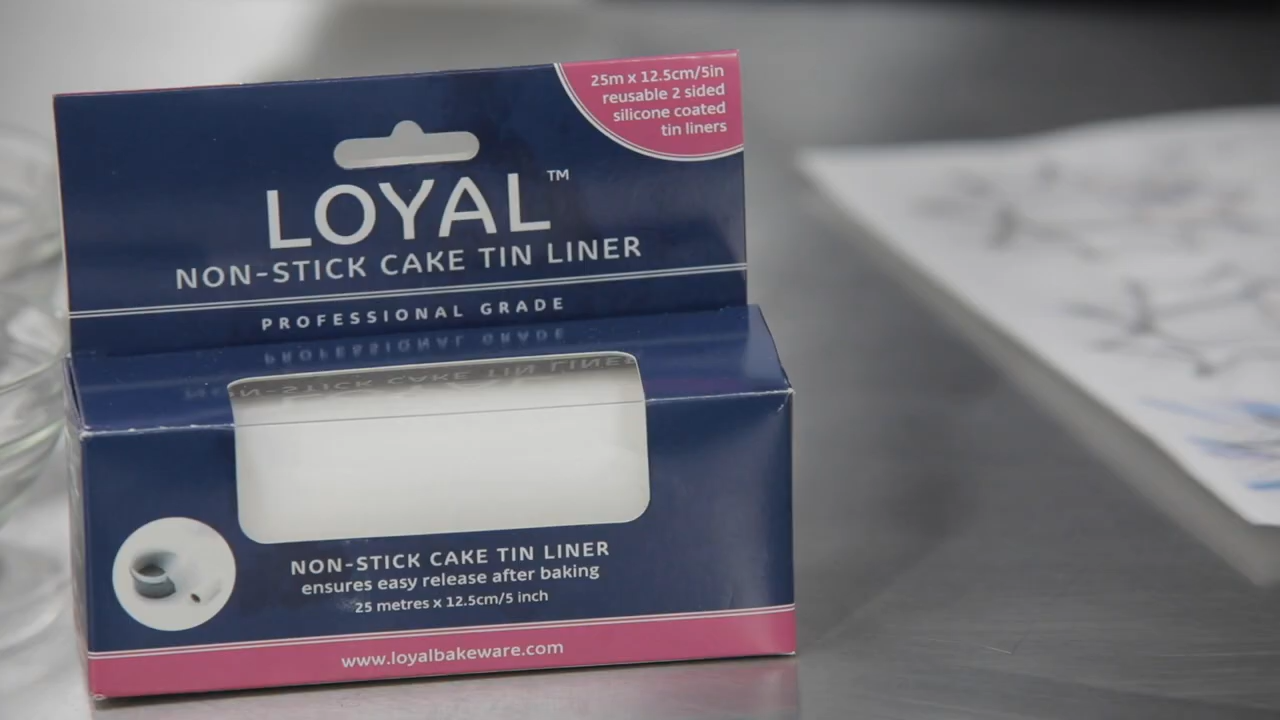 25m x 12.5cm/5in
reusable 2 sided
silicone coated
tin liners
LOYAL™
NON-STICK CAKE TIN LINER
PROFESSIONAL GRADE
NON-STICK CAKE TIN LINER
ensures easy release after baking
25 metres x 12.5cm/5 inch
www.loyalbakeware.com